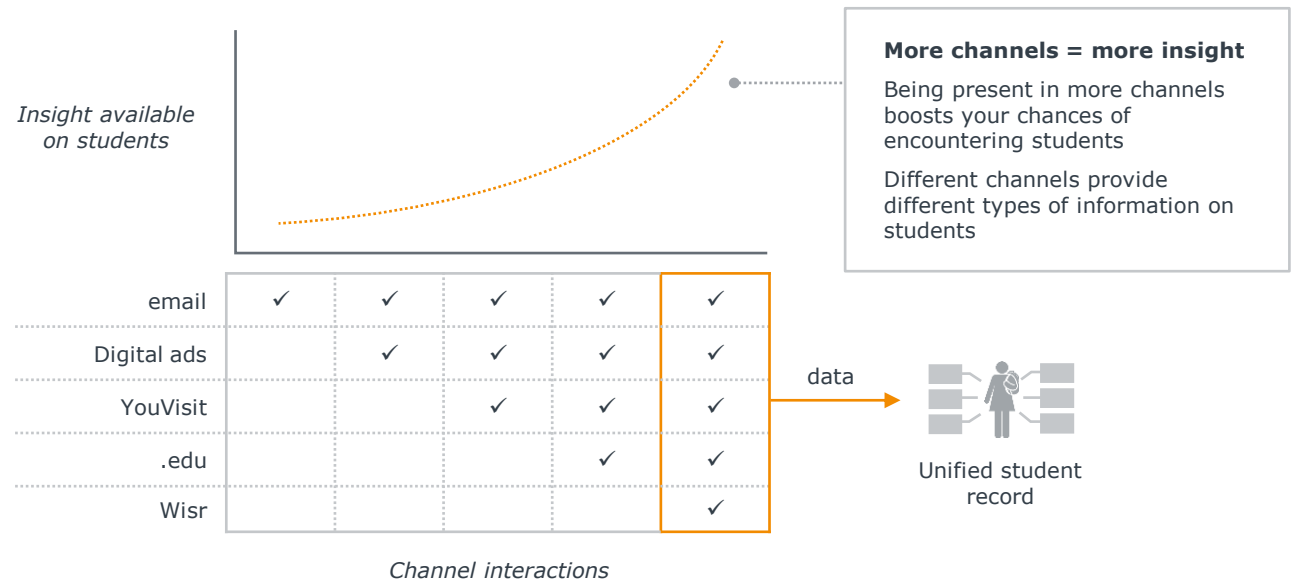 More channels = more insight
Being present in more channels
boosts your chances of
encountering students
Different channels provide
different types of information on
students
Insight available
on students
email ✓ ✓ ✓ ✓ ✓
Digital ads ✓ ✓ ✓ ✓
YouVisit ✓ ✓ ✓
.edu ✓ ✓
Wisr ✓
data
Unified student
record
Channel interactions